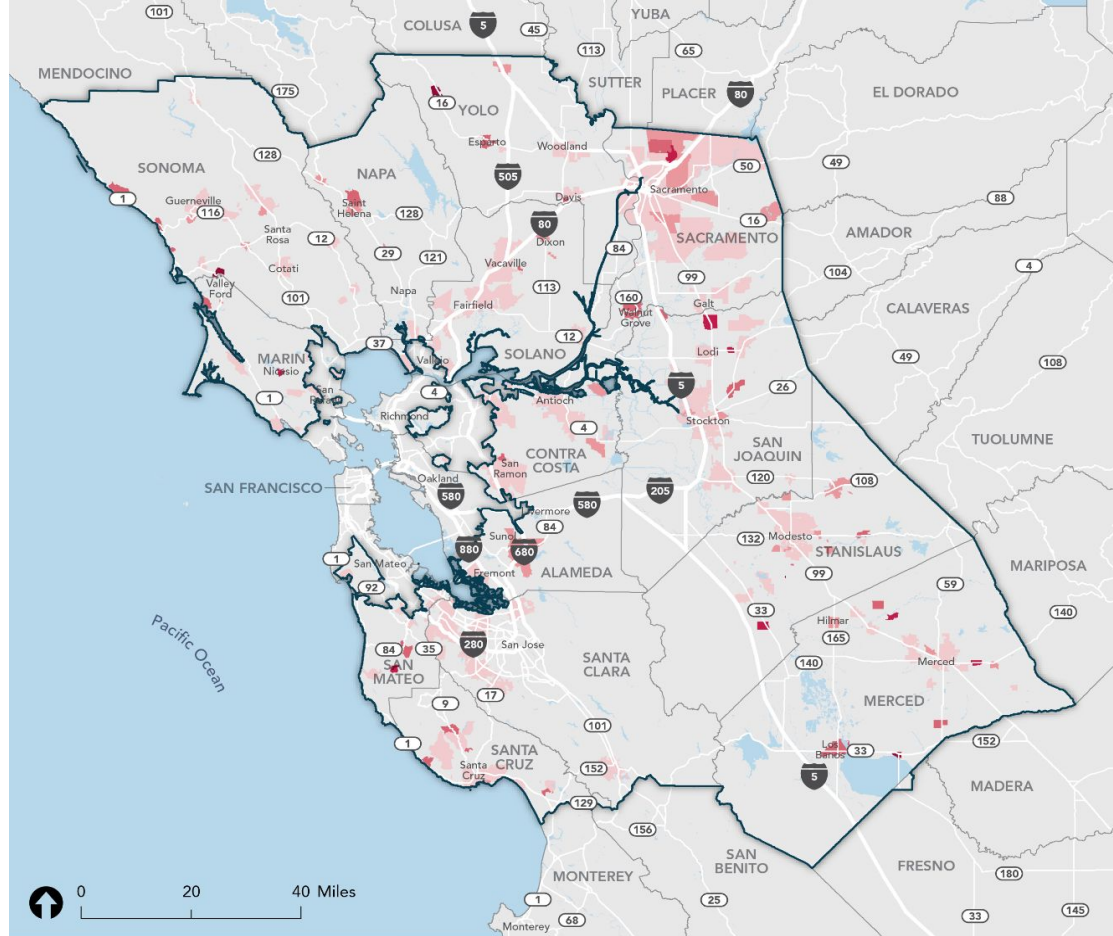 101
COLUSA
5
45
YUBA
113
65
MENDOCINO
175
16
YOLO
SUTTER
PLACER
80
EL DORADO
128
Esparto
Woodland
50
49
SONOMA
NAPA
505
Sacramento
1
Guerneville
116
Saint
Helena
128
Davis
16
88
Santa
Rosa
12
80
Dixon
SACRAMENTO
AMADOR
29
121
84
Cotati
Vacaville
99
104
4
Valley
Ford
101
Napa
113
160
Galt
Fairfield
Walnut
Grove
CALAVERAS
37
12
MARIN
Nicasio
Vallejo
SOLANO
Lodi
49
108
1
San
4
5
26
Richmond
Antioch
Stockton
4
CONTRA
COSTA
SAN
JOAQUIN
TUOLUMNE
San
Ramon
Oakland
120
108
SAN FRANCISCO
580
580
205
84
132
Modesto
Sunol
STANISLAUS
880
680
1
San Mateo
Fremont
ALAMEDA
99
MARIPOSA
92
59
33
140
Pacific Ocean
Hilmar
165
84
35
280
San Jose
SAN
MATEO
SANTA
CLARA
140
Merced
17
9
MERCED
101
1
SANTA
CRUZ
Los
Banos
33
152
Santa
Cruz
152
5
129
MADERA
156
SAN
BENITO
FRESNO
MONTEREY
180
0 20 40 Miles
1
68
25
33
145
Monterey